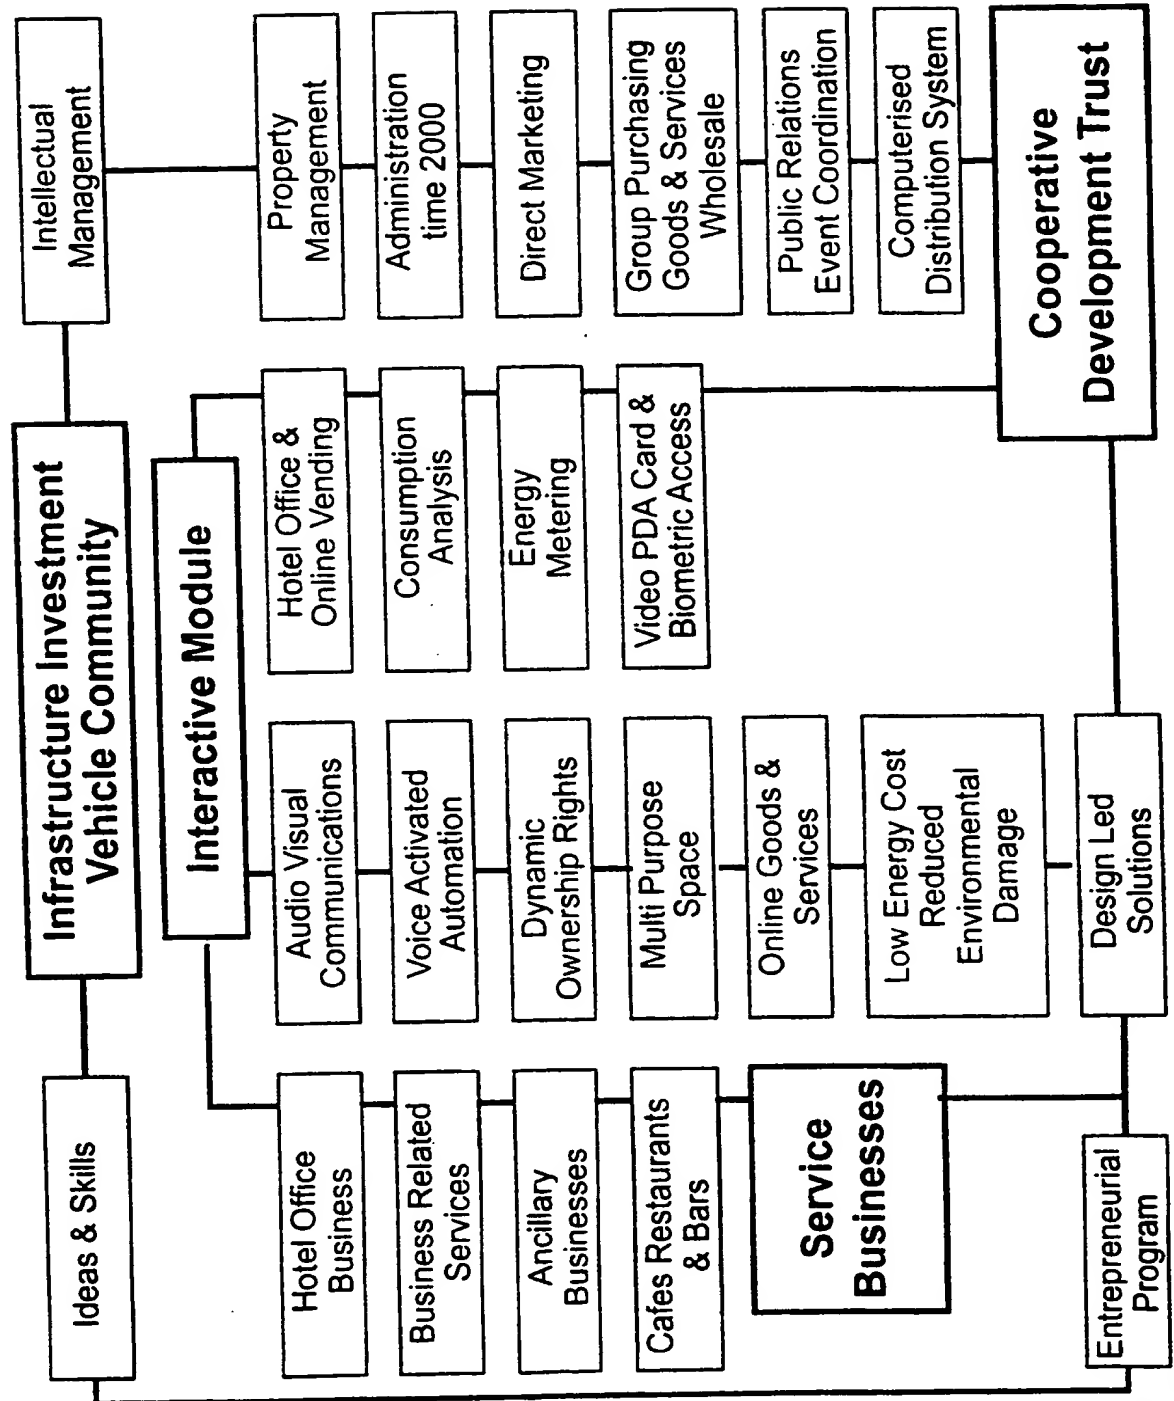 Infrastructure Investment
Vehicle Community
Ideas & Skills
Intellectual
Management
Interactive Module
Hotel Office
Business
Business Related
Services
Ancillary
Businesses
Cafes Restaurants
& Bars
Service
Businesses
Entrepreneurial
Program
Audio Visual
Communications
Voice Activated
Automation
Dynamic
Ownership Rights
Multi Purpose
Space
Online Goods &
Services
Low Energy Cost
Reduced
Environmental
Damage
Design Led
Solutions
Hotel Office &
Online Vending
Consumption
Analysis
Energy
Metering
Video PDA Card &
Biometric Access
Property
Management
Administration
time 2000
Direct Marketing
Group Purchasing
Goods & Services
Wholesale
Public Relations
Event Coordination
Computerised
Distribution System
Cooperative
Development Trust